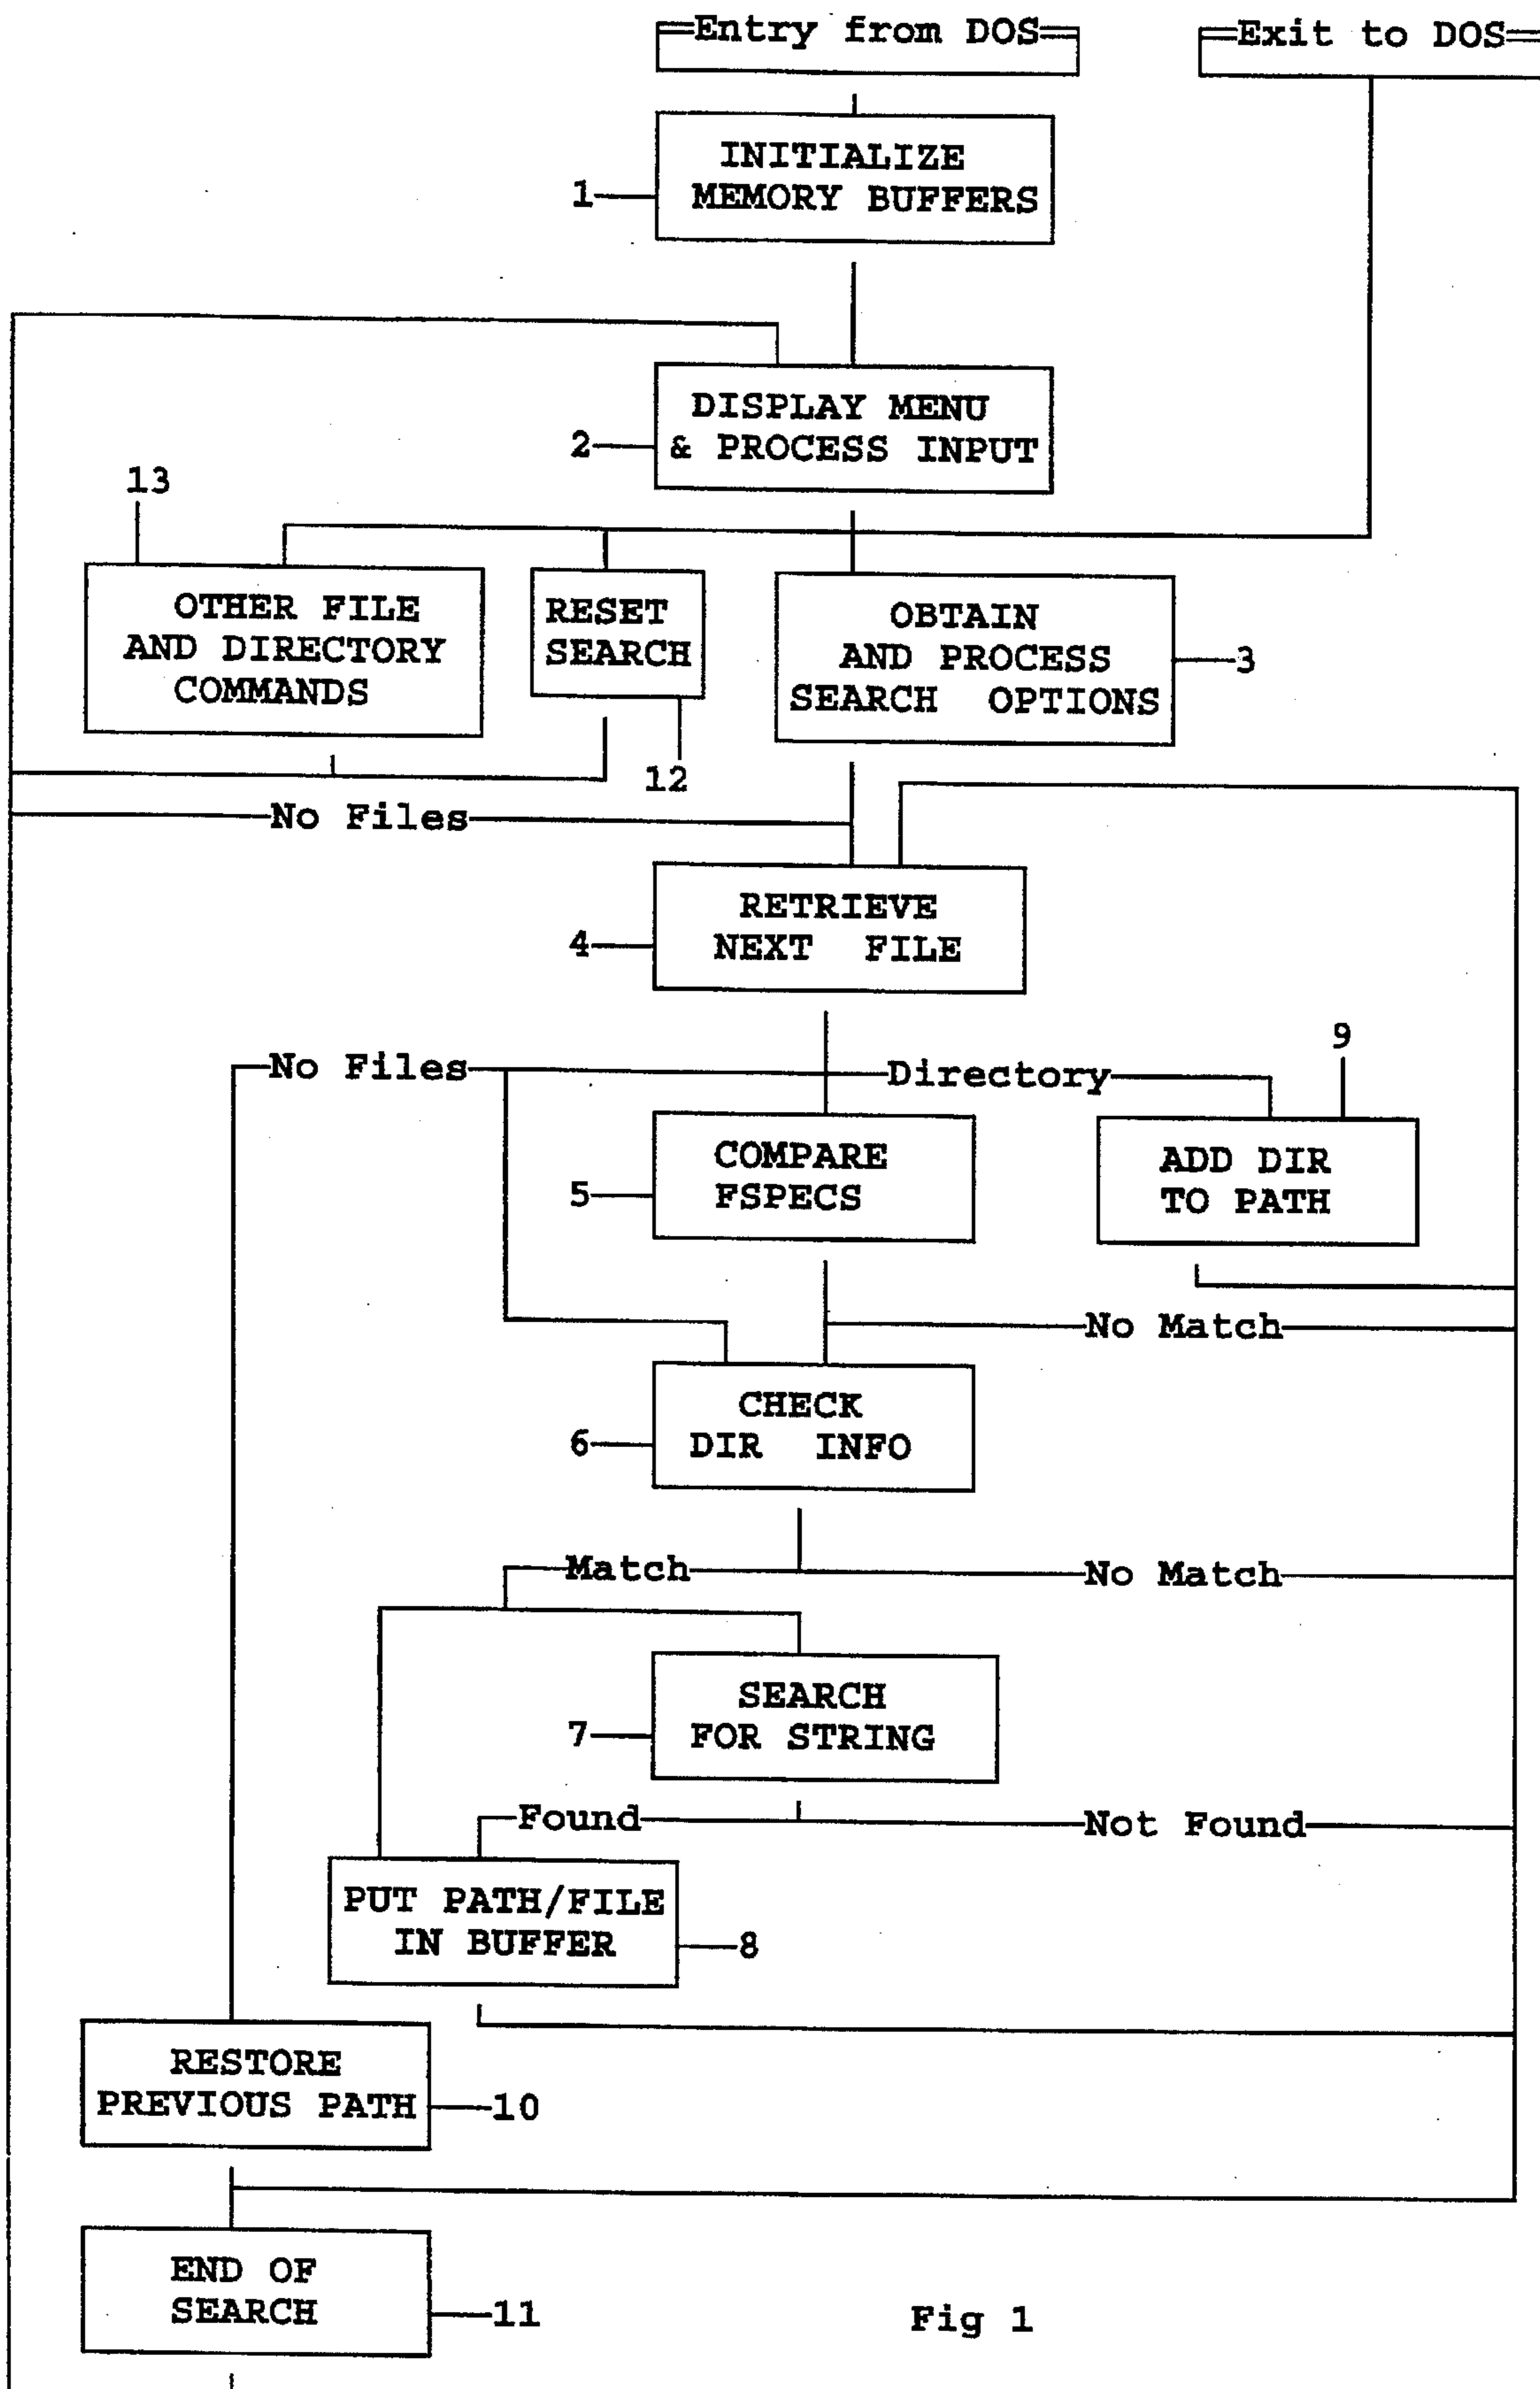 Entry from DOS
Exit to DOS
INITIALIZE
1
MEMORY BUFFERS
DISPLAY MENU
2
& PROCESS INPUT
13
OTHER FILE
AND DIRECTORY
COMMANDS
RESET
SEARCH
12
OBTAIN
AND PROCESS
SEARCH OPTIONS
3
No Files
RETRIEVE
4
NEXT FILE
No Files
Directory
9
COMPARE
5
FSPECS
ADD DIR
TO PATH
No Match
CHECK
6
DIR INFO
Match
No Match
SEARCH
7
FOR STRING
Found
Not Found
PUT PATH/FILE
IN BUFFER
8
RESTORE
PREVIOUS PATH
10
END OF
SEARCH
11
Fig 1